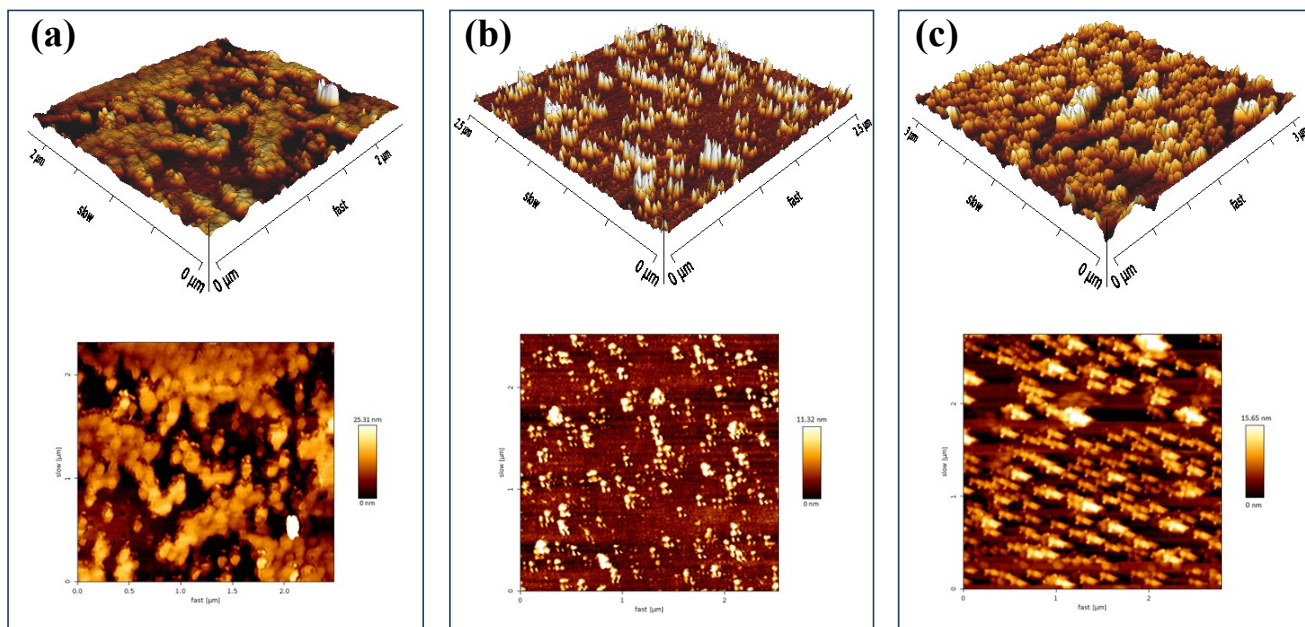 (a)
2 µm
slow
0 µm
0 µm
fast
2 µm
25.31 nm
0 nm
slow [µm]
2
1
0
0.0
0.5
1.0
1.5
2.0
fast [µm]
(b)
2.5 µm
slow
0 µm
0 µm
fast
2.5 µm
11.32 nm
0 nm
slow [µm]
2
1
0
0
1
2
fast [µm]
(c)
3 µm
slow
0 µm
0 µm
fast
3 µm
15.65 nm
0 nm
slow [µm]
2
1
0
0
1
2
fast [µm]